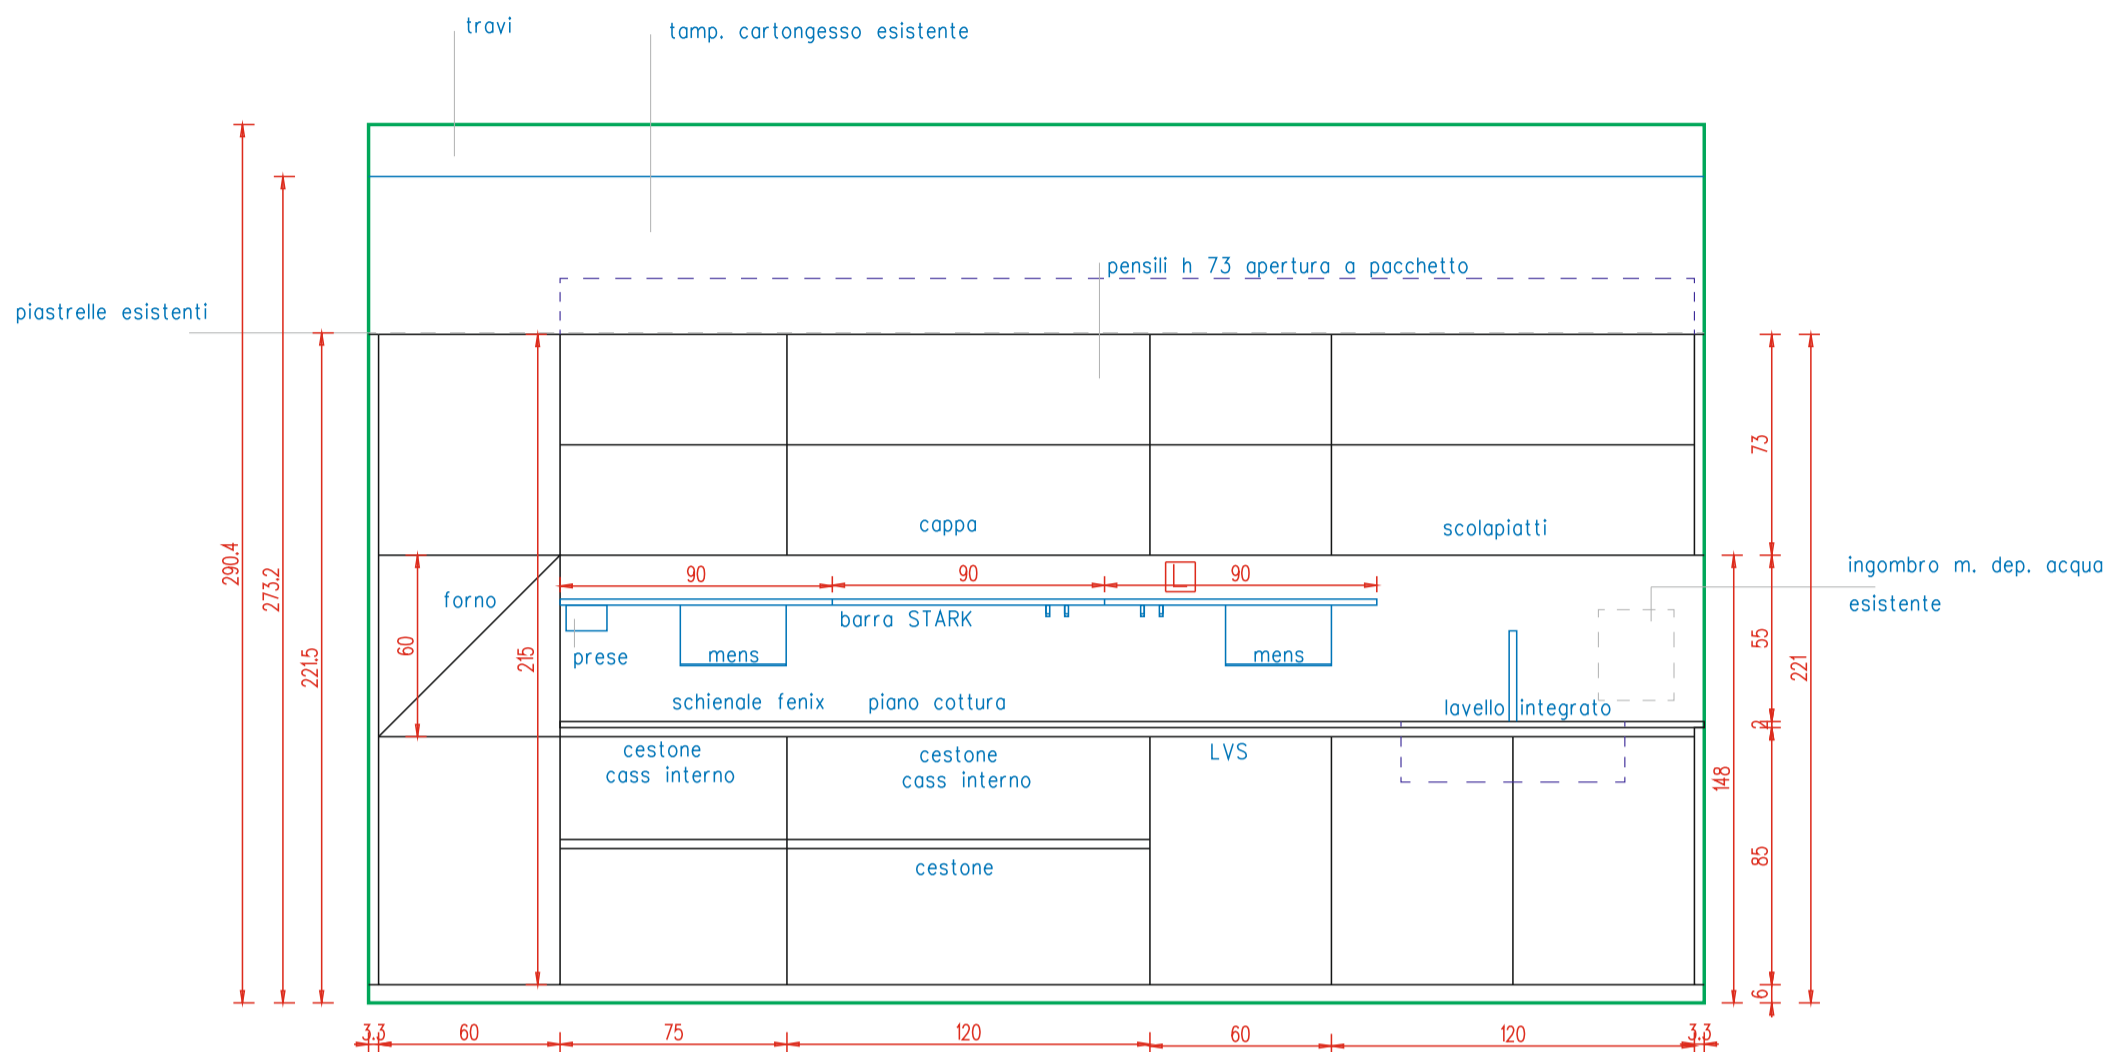 travi
tamp. cartongesso esistente
pensili h 73 apertura a pacchetto
piastrelle esistenti
290.4
273.2
221.5
215
60
73
55
2
85
6
148
221
cappa
scolapiatti
ingombro m. dep. acqua
esistente
forno
90
90
90
barra STARK
prese
mens
mens
schienale fenix
piano cottura
lavello integrato
cestone
cass interno
cestone
cass interno
LVS
cestone
3.3
60
75
120
60
120
3.3